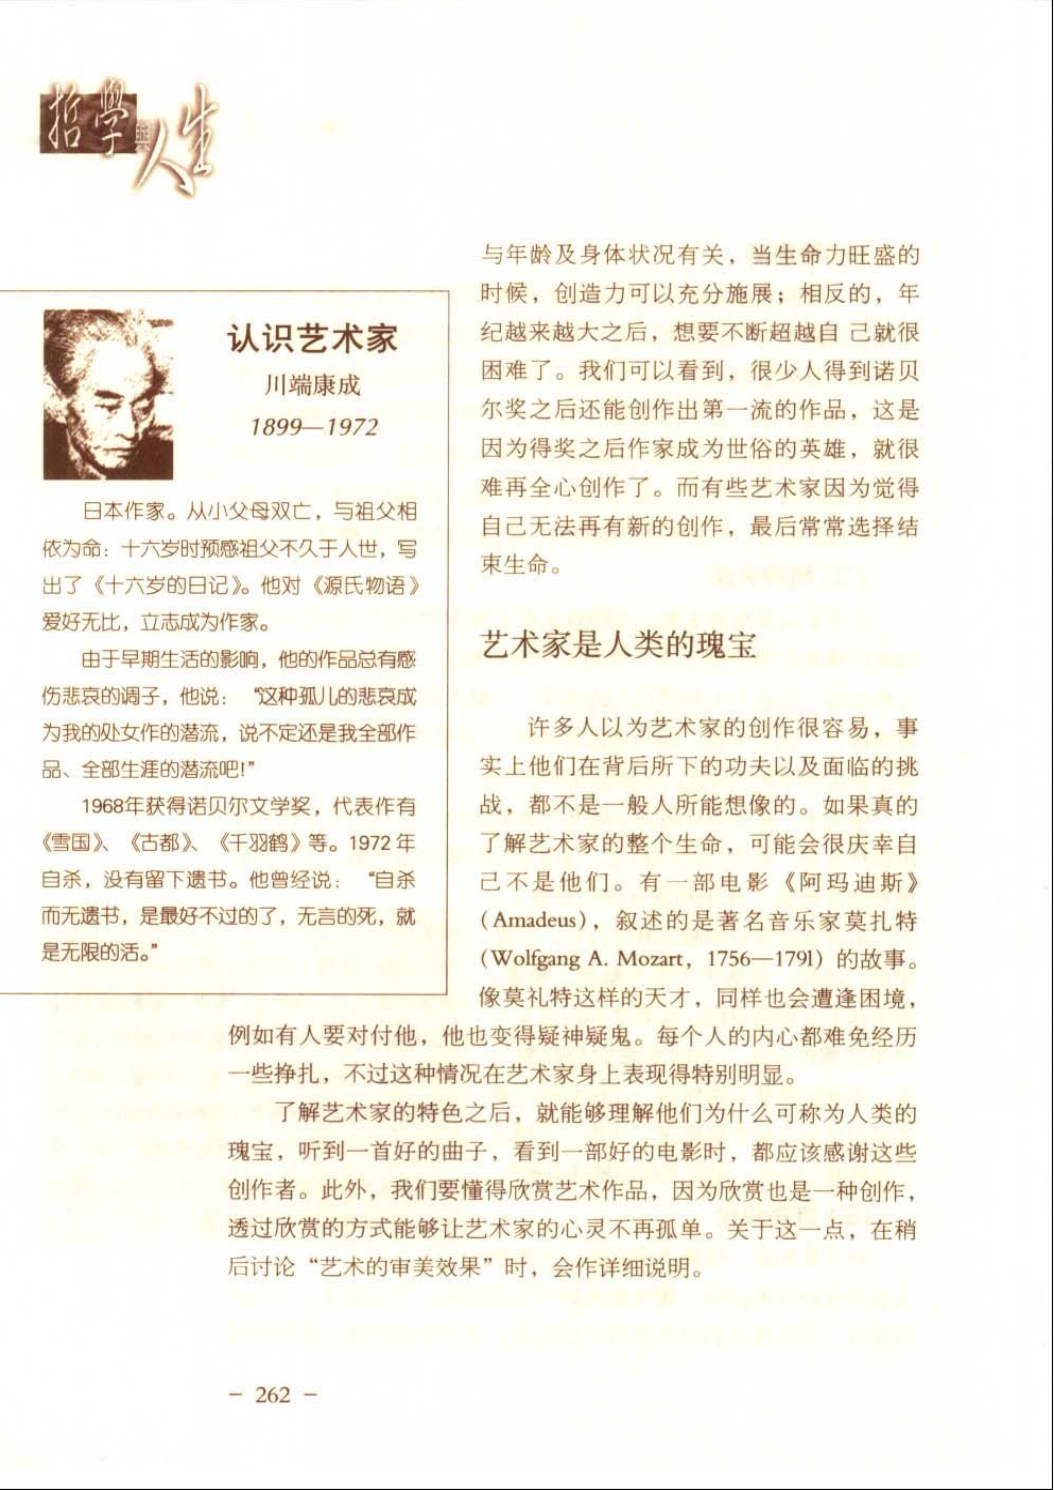 哲學與人生
与年龄及身体状况有关，当生命力旺盛的
时候，创造力可以充分施展；相反的，年
纪越来越大之后，想要不断超越自 己就很
困难了。我们可以看到，很少人得到诺贝
尔奖之后还能创作出第一流的作品，这是
因为得奖之后作家成为世俗的英雄，就很
难再全心创作了。而有些艺术家因为觉得
自己无法再有新的创作，最后常常选择结
束生命。
认识艺术家
川端康成
1899—1972
日本作家。从小父母双亡，与祖父相
依为命；十六岁时预感祖父不久于人世，写
出了《十六岁的日记》。他对《源氏物语》
爱好无比，立志成为作家。
由于早期生活的影响，他的作品总有感
伤悲哀的调子，他说： “这种孤儿的悲哀成
为我的处女作的潜流，说不定还是我全部作
品、全部生涯的潜流吧!”
1968年获得诺贝尔文学奖，代表作有
《雪国》、《古都》、《千羽鹤》等。1972年
自杀，没有留下遗书。他曾经说： “自杀
而无遗书，是最好不过的了，无言的死，就
是无限的活。”
艺术家是人类的瑰宝
许多人以为艺术家的创作很容易，事
实上他们在背后所下的功夫以及面临的挑
战，都不是一般人所能想像的。如果真的
了解艺术家的整个生命，可能会很庆幸自
己不是他们。有一部电影《阿玛迪斯》
(Amadeus)，叙述的是著名音乐家莫扎特
(Wolfgang A. Mozart，1756—1791) 的故事。
像莫礼特这样的天才，同样也会遭逢困境，
例如有人要对付他，他也变得疑神疑鬼。每个人的内心都难免经历
一些挣扎，不过这种情况在艺术家身上表现得特别明显。
了解艺术家的特色之后，就能够理解他们为什么可称为人类的
瑰宝，听到一首好的曲子，看到一部好的电影时，都应该感谢这些
创作者。此外，我们要懂得欣赏艺术作品，因为欣赏也是一种创作，
透过欣赏的方式能够让艺术家的心灵不再孤单。关于这一点，在稍
后讨论“艺术的审美效果”时，会作详细说明。
- 262 -